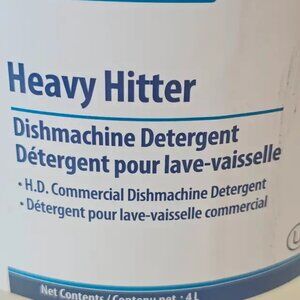 Heavy Hitter
Dishmachine Detergent
Détergent pour lave-vaisselle
• H.D. Commercial Dishmachine Detergent
• Détergent pour lave-vaisselle commercial
Net Contents / Contenu net : 4 L